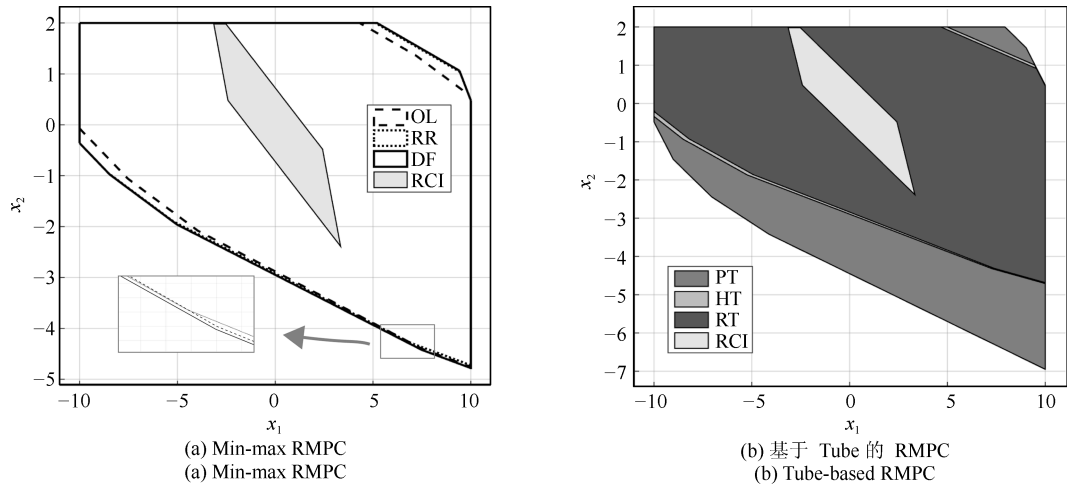 2
1
0
−1
−2
−3
−4
−5
x2
OL
RR
DF
RCI
−10
−5
0
5
10
x1
(a) Min-max RMPC
(a) Min-max RMPC
2
1
0
−1
−2
−3
−4
−5
−6
−7
x2
PT
HT
RT
RCI
−10
−5
0
5
10
x1
(b) 基于 Tube 的 RMPC
(b) Tube-based RMPC